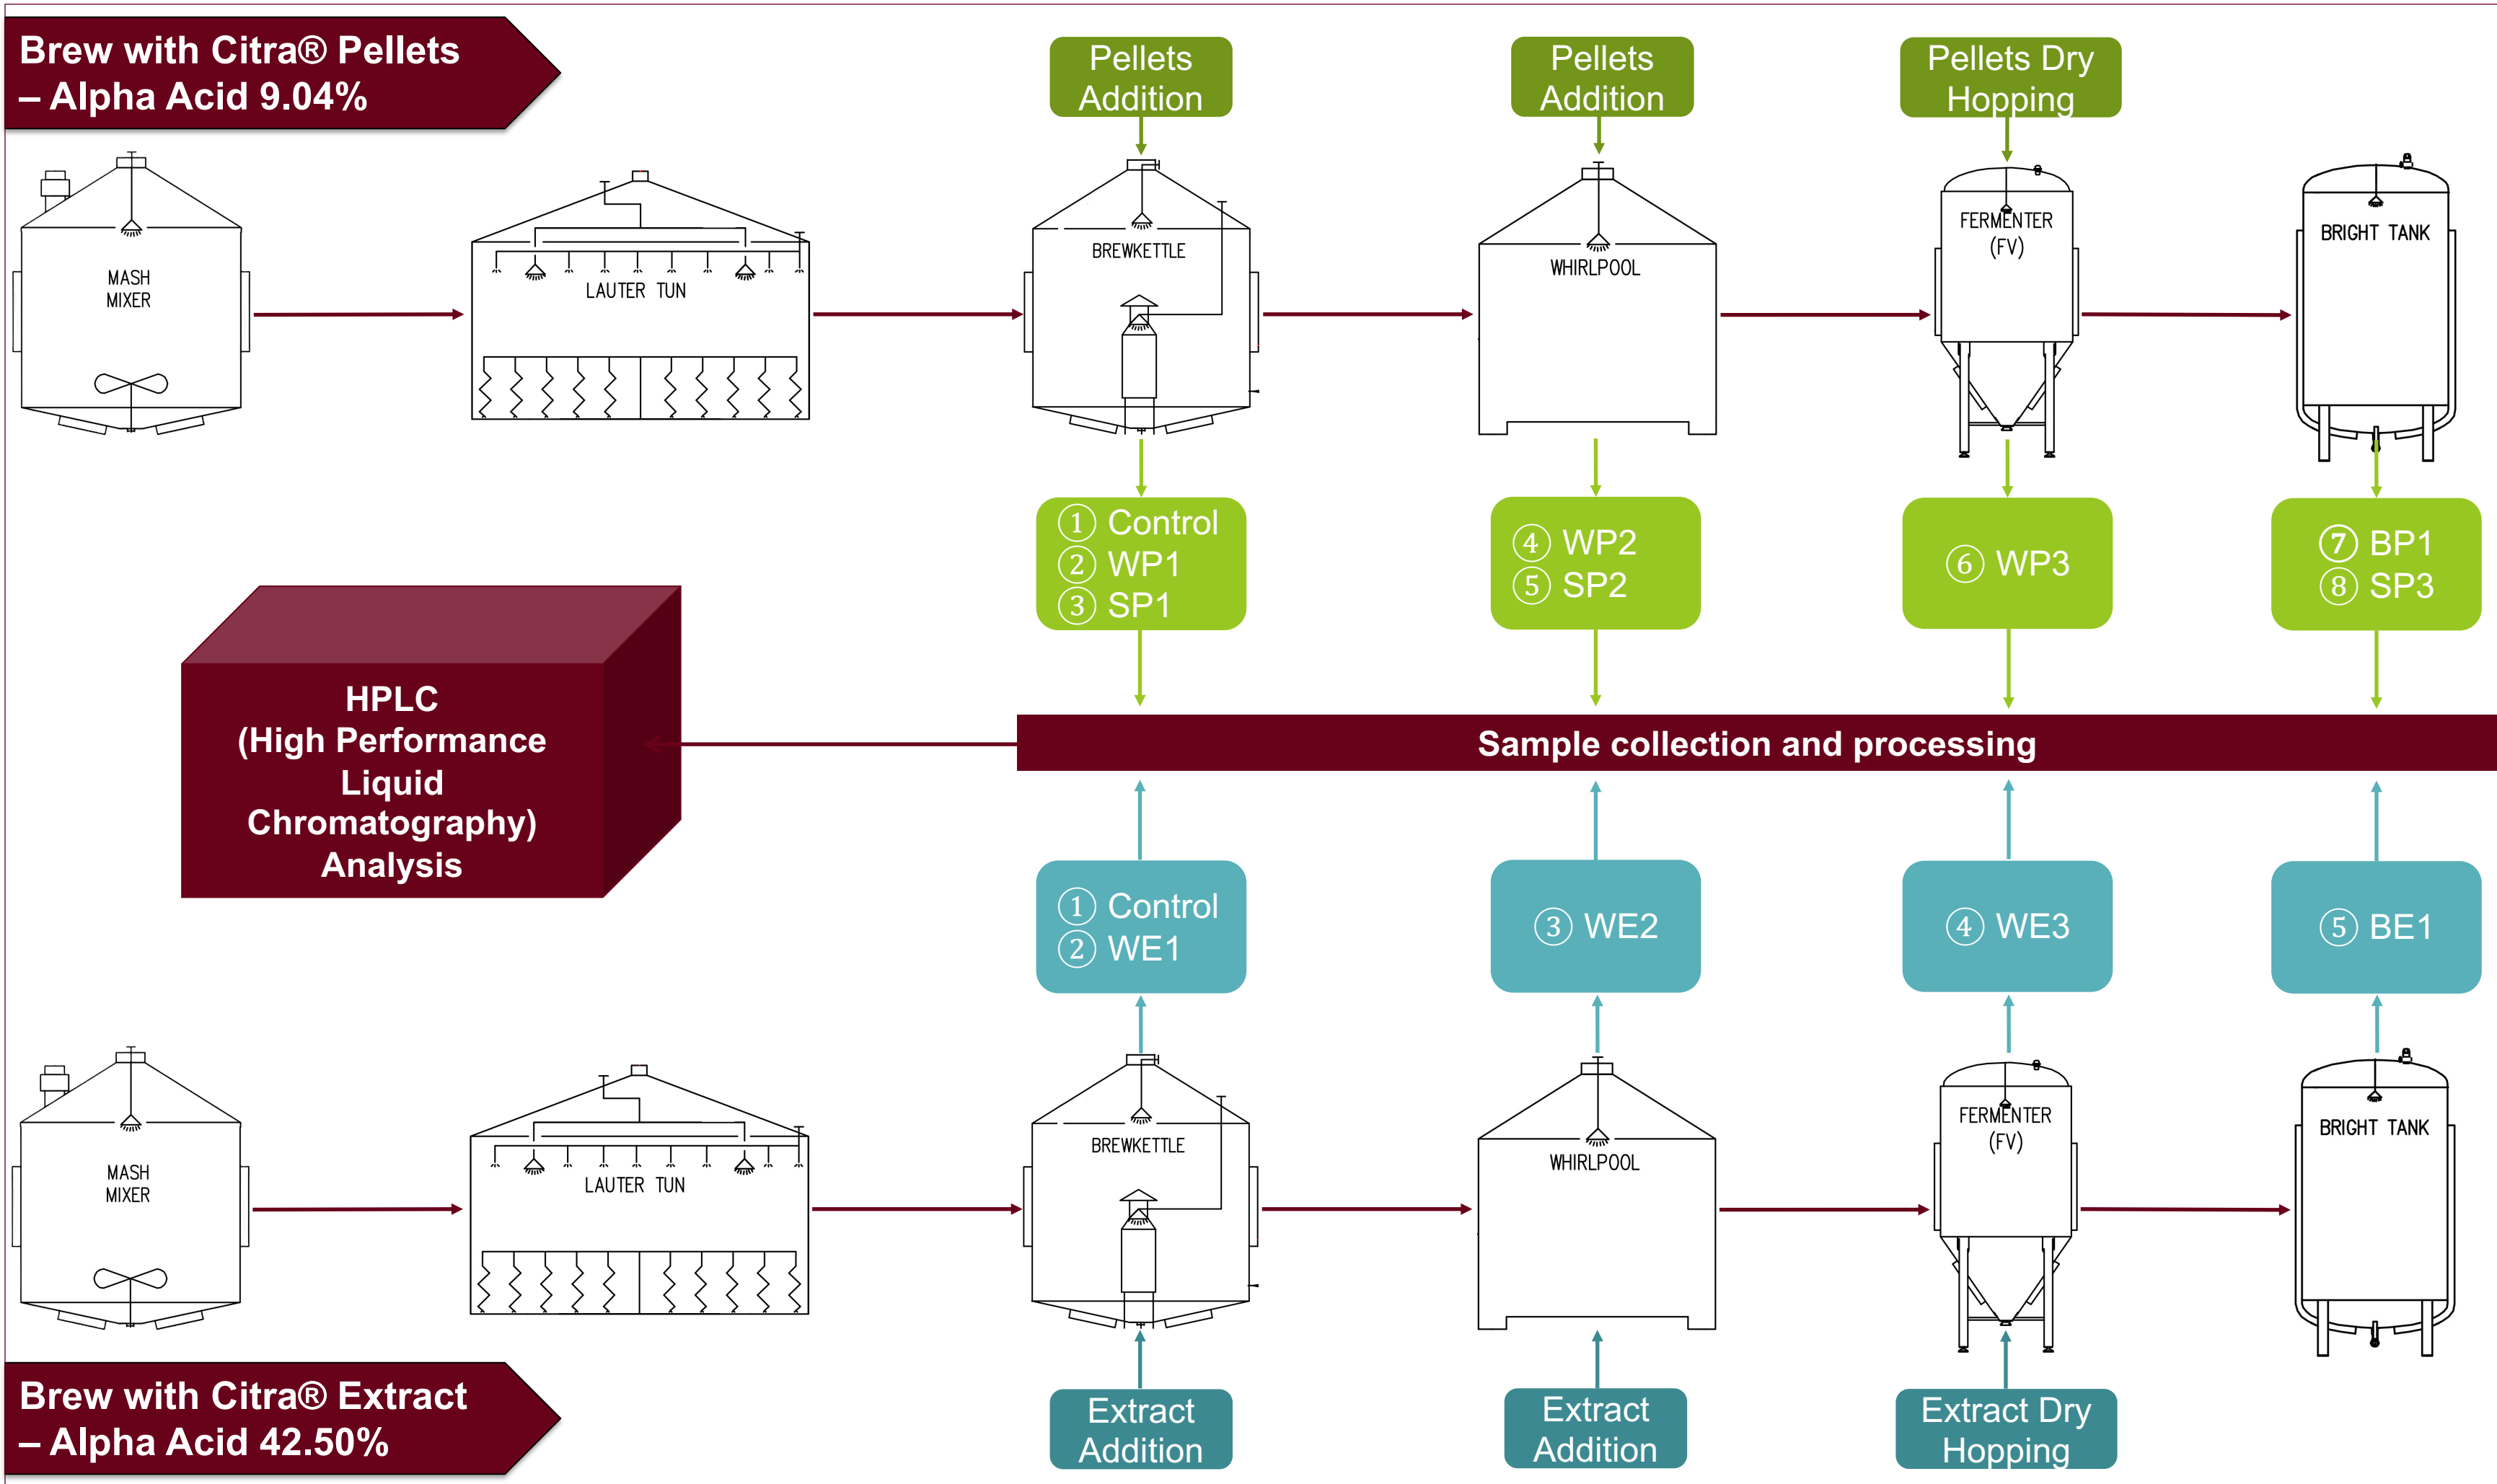 Brew with Citra® Pellets
– Alpha Acid 9.04%
Pellets
Addition
Pellets
Addition
Pellets Dry
Hopping
MASH
MIXER
LAUTER TUN
BREWKETTLE
WHIRLPOOL
FERMENTER
(FV)
BRIGHT TANK
① Control
② WP1
③ SP1
④ WP2
⑤ SP2
⑥ WP3
⑦ BP1
⑧ SP3
HPLC
(High Performance
Liquid
Chromatography)
Analysis
Sample collection and processing
① Control
② WE1
③ WE2
④ WE3
⑤ BE1
MASH
MIXER
LAUTER TUN
BREWKETTLE
WHIRLPOOL
FERMENTER
(FV)
BRIGHT TANK
Brew with Citra® Extract
– Alpha Acid 42.50%
Extract
Addition
Extract
Addition
Extract Dry
Hopping